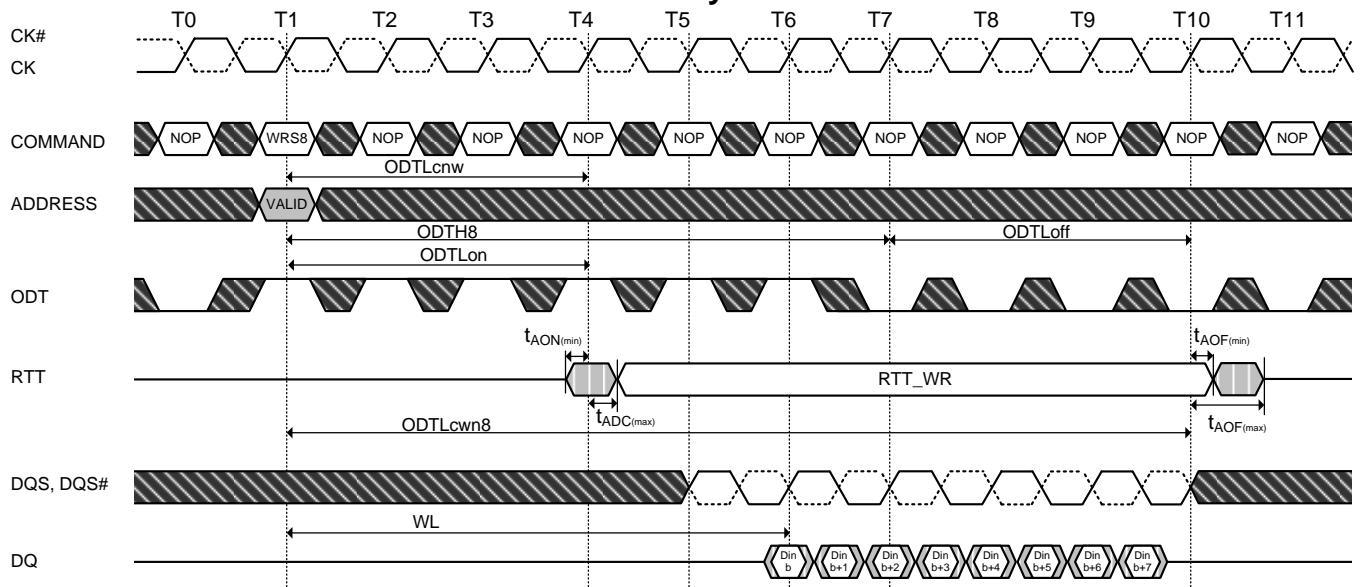 T0 T1 T2 T3 T4 T5 T6 T7 T8 T9 T10 T11
CK#
CK
COMMAND NOP WRS8 NOP NOP NOP NOP NOP NOP NOP NOP NOP NOP
ODTLcnw
ADDRESS VALID
ODTH8 ODTLoff
ODTLon
ODT
tAON(min) tAOF(min)
RTT RTT_WR
tADC(max) tAOF(max)
ODTLcwn8
DQS, DQS#
WL
DQ Din b Din b+1 Din b+2 Din b+3 Din b+4 Din b+5 Din b+6 Din b+7